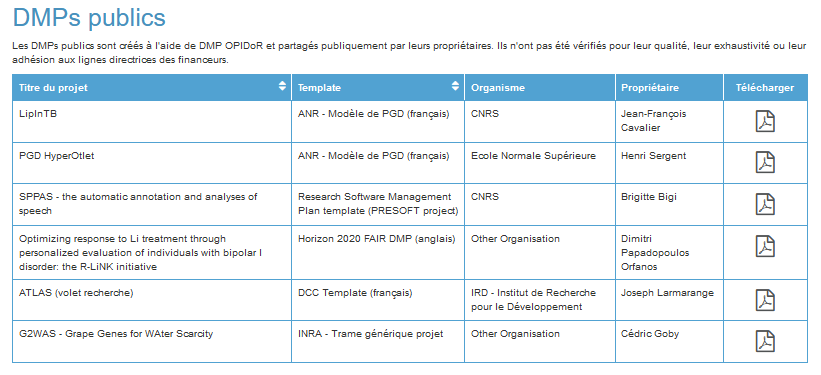 DMPs publics
Les DMPs publics sont créés à l'aide de DMP OPIDoR et partagés publiquement par leurs propriétaires. Ils n'ont pas été vérifiés pour leur qualité, leur exhaustivité ou leur
adhésion aux lignes directrices des financeurs.
Titre du projet Template Organisme Propriétaire Télécharger
LipInTB ANR - Modèle de PGD (français) CNRS Jean-François
Cavalier
PGD HyperOtlet ANR - Modèle de PGD (français) Ecole Normale Supérieure Henri Sergent
SPPAS - the automatic annotation and analyses of Research Software Management CNRS Brigitte Bigi
speech Plan template (PRESOFT project)
Optimizing response to Li treatment through Horizon 2020 FAIR DMP (anglais) Other Organisation Dimitri
personalized evaluation of individuals with bipolar I Papadopoulos
disorder: the R-LiNK initiative Orfanos
ATLAS (volet recherche) DCC Template (français) IRD - Institut de Recherche Joseph Larmarange
pour le Développement
G2WAS - Grape Genes for WAter Scarcity INRA - Trame générique projet Other Organisation Cédric Goby